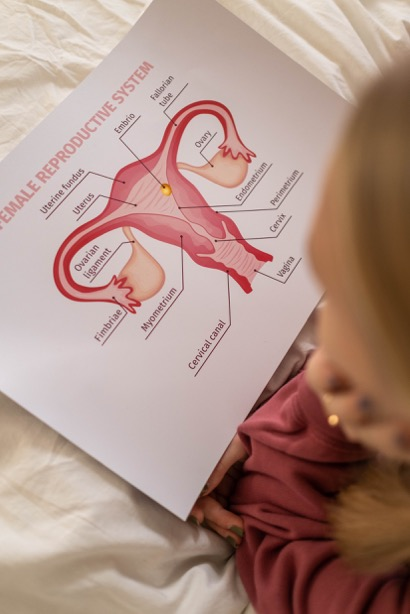 FEMALE REPRODUCTIVE SYSTEM
Fallorian
tube
Embrio
Ovary
Uterine fundus
Uterus
Endometrium
Perimetrium
Ovarian
ligament
Cervix
Vagina
Fimbriae
Myometrium
Cervical canal